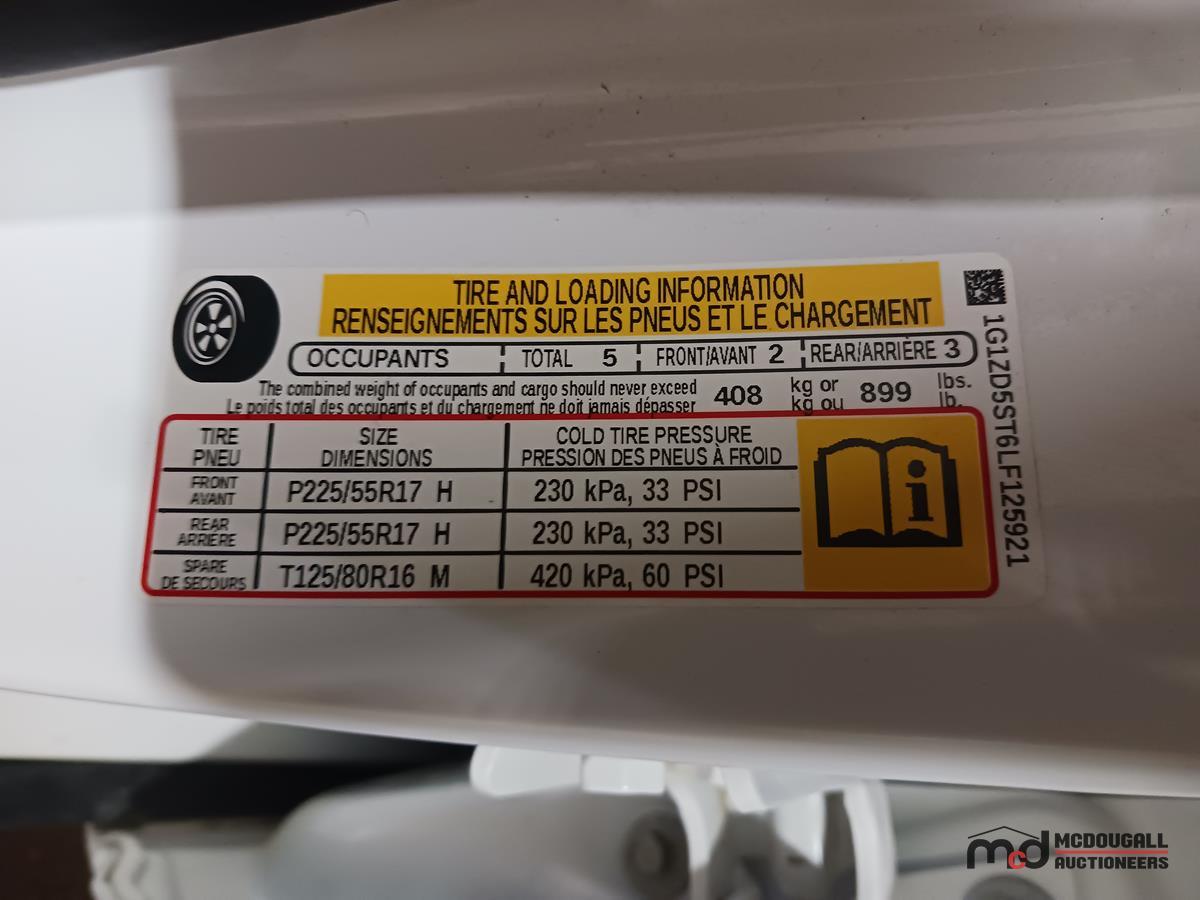 TIRE AND LOADING INFORMATION
RENSEIGNEMENTS SUR LES PNEUS ET LE CHARGEMENT
OCCUPANTS TOTAL 5 FRONT/AVANT 2 REAR/ARRIÈRE 3
The combined weight of occupants and cargo should never exceed 408 kg or 899 lbs.
Le poids total des occupants et du chargement ne doit jamais dépasser kg ou lb.
TIRE SIZE COLD TIRE PRESSURE
PNEU DIMENSIONS PRESSION DES PNEUS À FROID
FRONT
AVANT P225/55R17 H 230 kPa, 33 PSI
REAR
ARRIÈRE P225/55R17 H 230 kPa, 33 PSI
SPARE
DE SECOURS T125/80R16 M 420 kPa, 60 PSI
i
1G1ZD5ST6LF125921
mcd MCDOUGALL
AUCTIONEERS